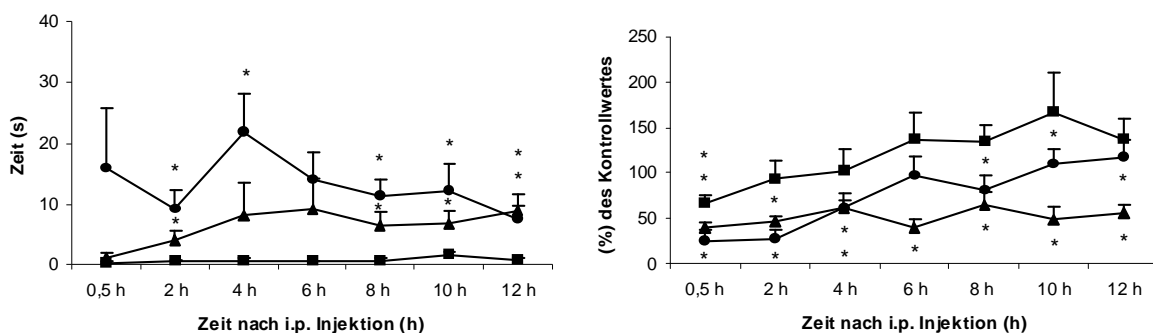 40
30
20
10
0
Zeit (s)
* * * * * * * * *
0,5 h 2 h 4 h 6 h 8 h 10 h 12 h
Zeit nach i.p. Injektion (h)
250
200
150
100
50
0
(%) des Kontrollwertes
* * * * * * * * * * * * * *
0,5 h 2 h 4 h 6 h 8 h 10 h 12 h
Zeit nach i.p. Injektion (h)